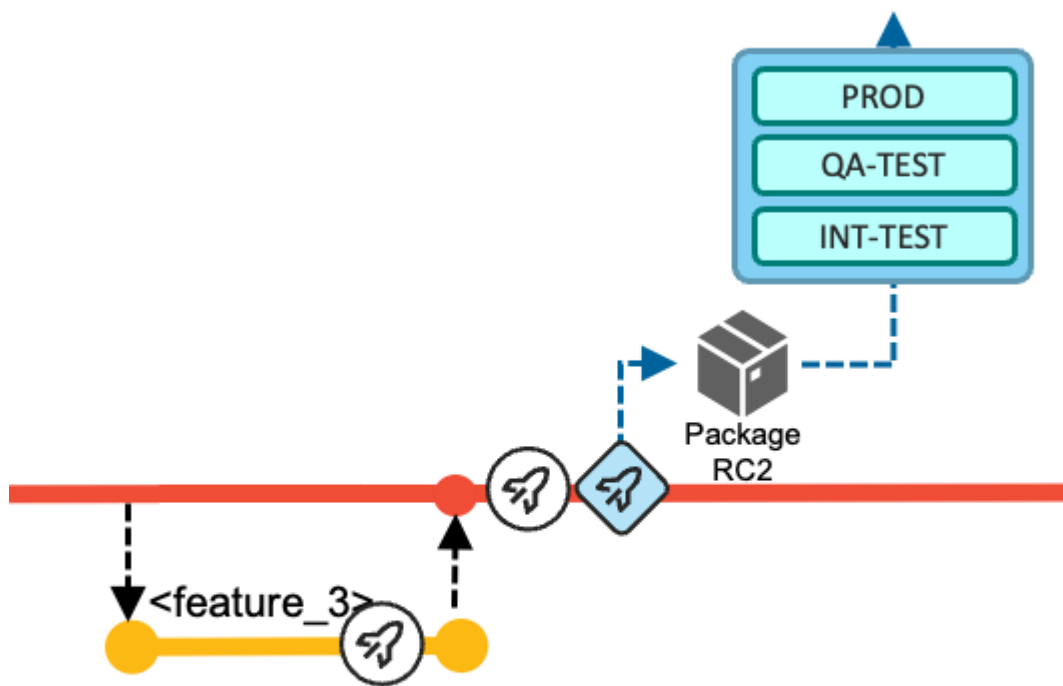 PROD
QA-TEST
INT-TEST
Package
RC2
<feature_3>